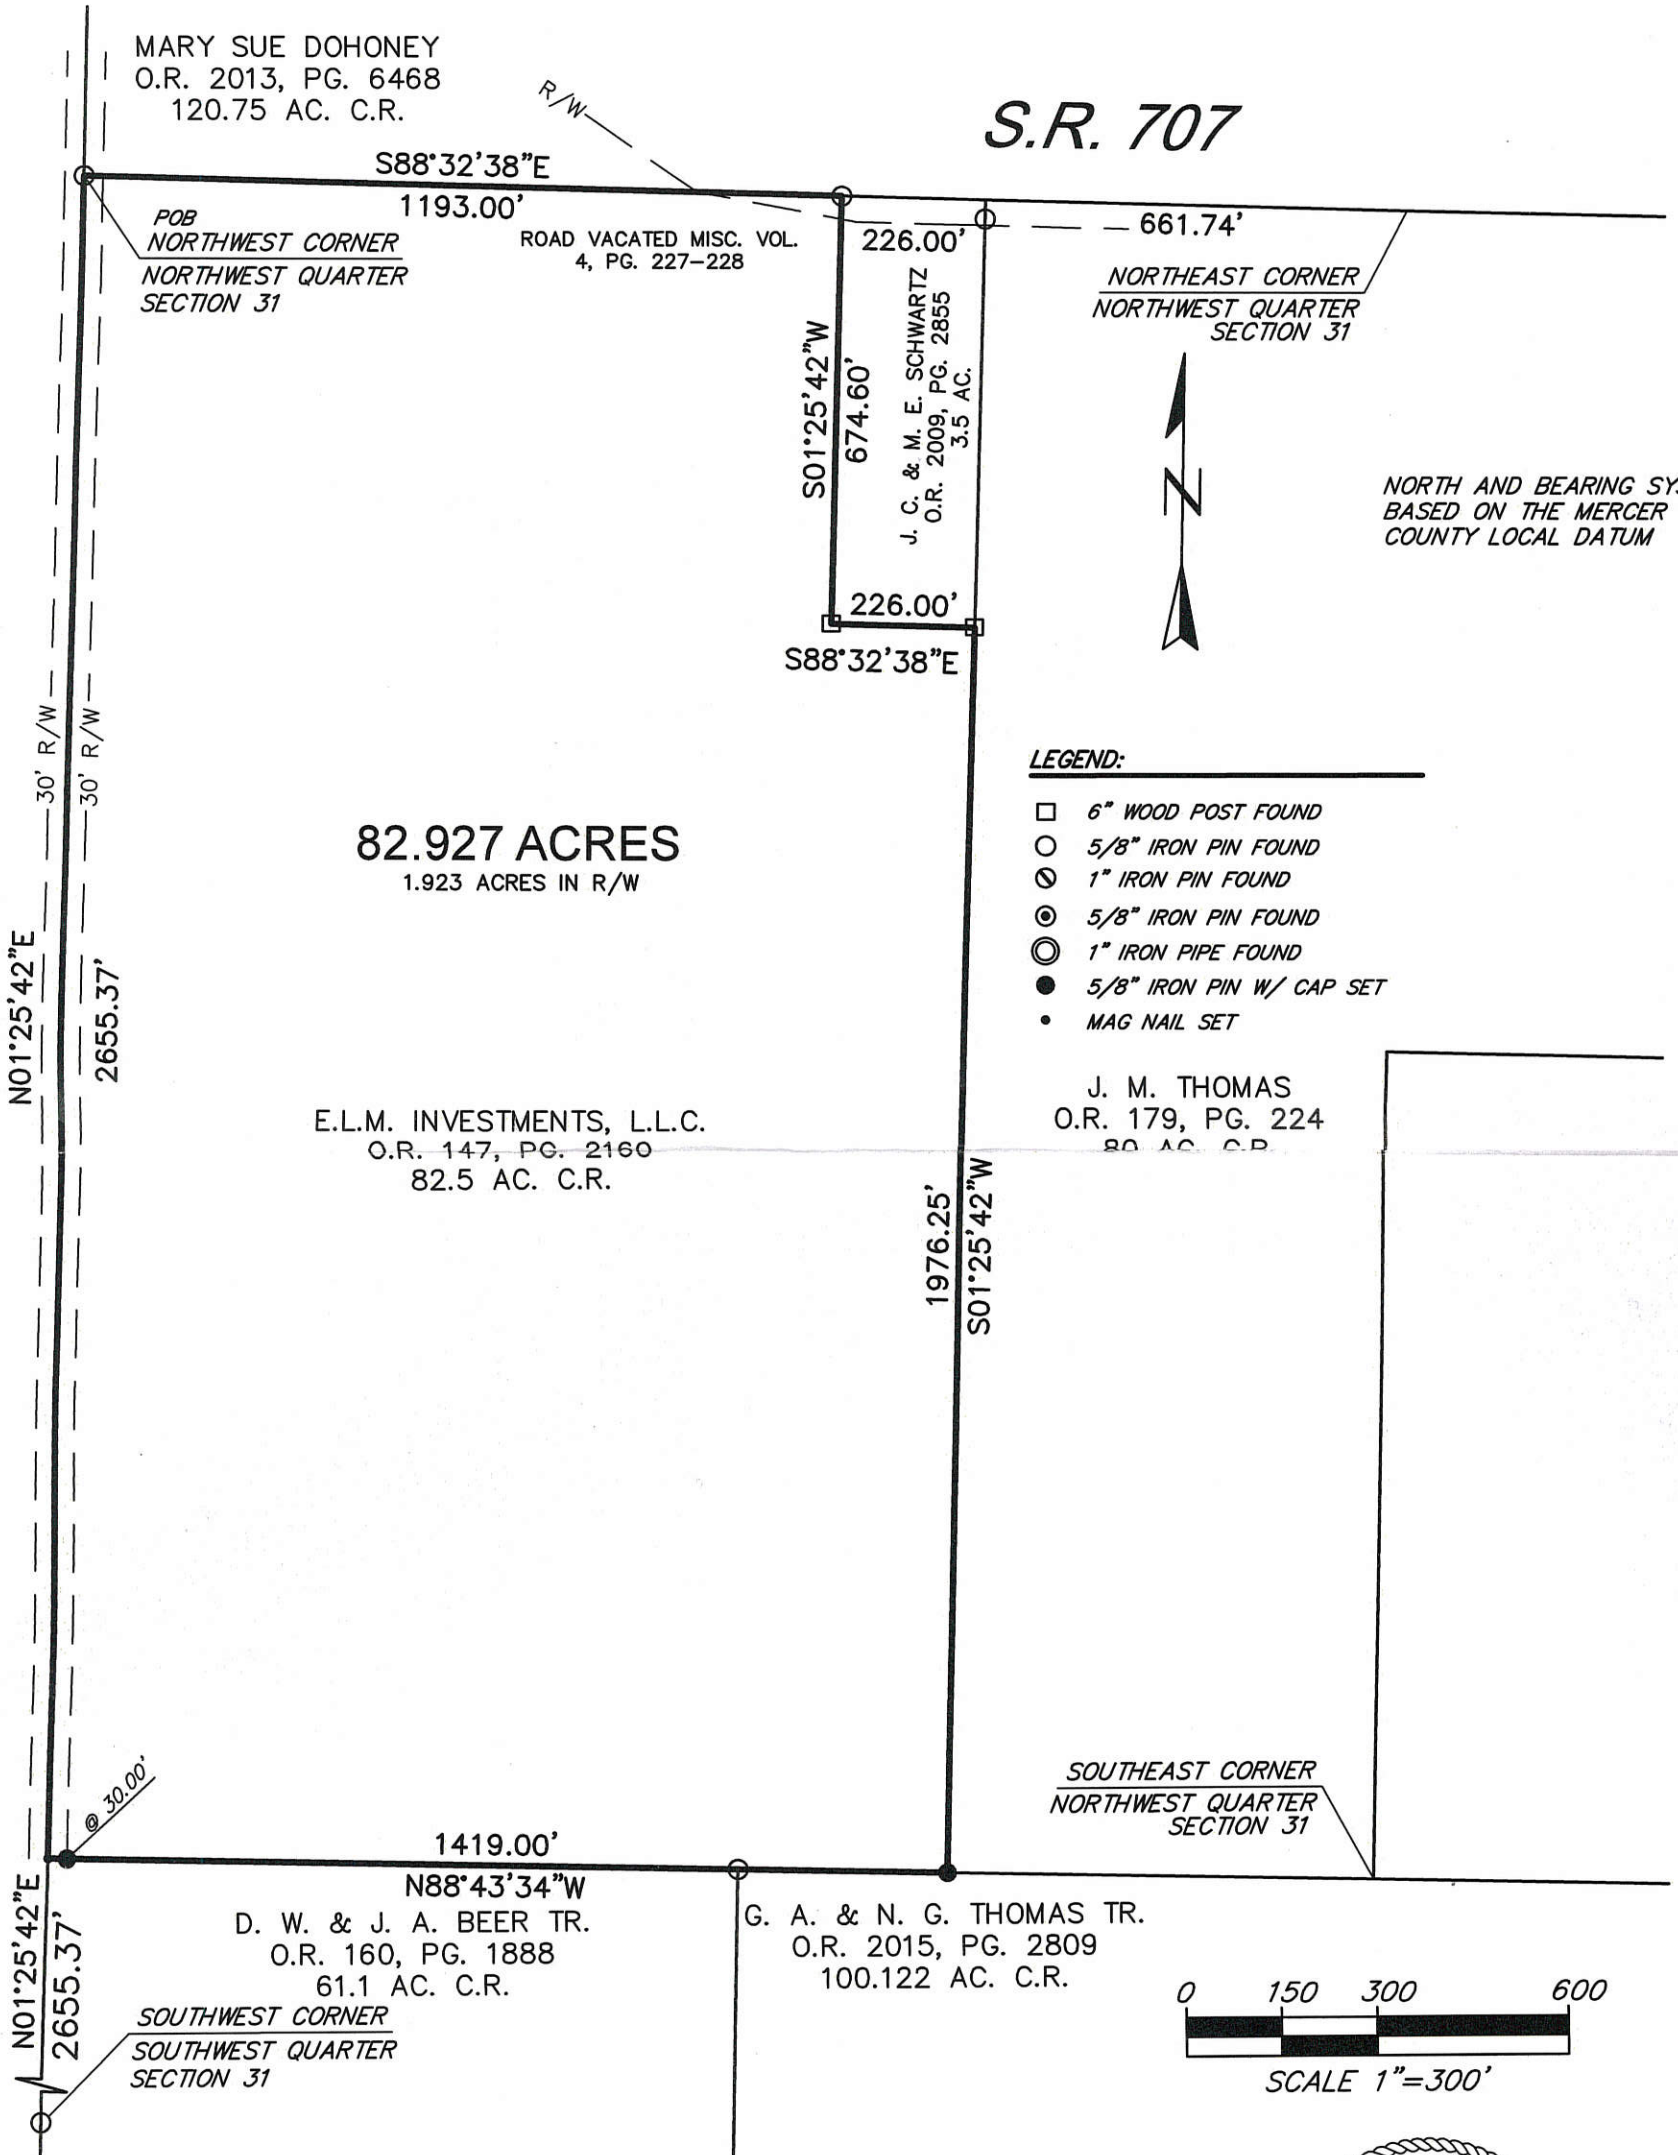 MARY SUE DOHONEY
O.R. 2013, PG. 6468
120.75 AC. C.R.
R/W
S.R. 707
S88°32'38"E
1193.00'
POB
NORTHWEST CORNER
NORTHWEST QUARTER
SECTION 31
ROAD VACATED MISC. VOL.
4, PG. 227-228
226.00'
661.74'
NORTHEAST CORNER
NORTHWEST QUARTER
SECTION 31
S01°25'42"W
674.60'
J. C. & M. E. SCHWARTZ
O.R. 2009, PG. 2855
3.5 AC.
N
NORTH AND BEARING SYS
BASED ON THE MERCER
COUNTY LOCAL DATUM
226.00'
S88°32'38"E
30' R/W
30' R/W
LEGEND:
6" WOOD POST FOUND
5/8" IRON PIN FOUND
1" IRON PIN FOUND
5/8" IRON PIN FOUND
1" IRON PIPE FOUND
5/8" IRON PIN W/ CAP SET
MAG NAIL SET
82.927 ACRES
1.923 ACRES IN R/W
N01°25'42"E
2655.37'
E.L.M. INVESTMENTS, L.L.C.
O.R. 147, PG. 2160
82.5 AC. C.R.
J. M. THOMAS
O.R. 179, PG. 224
80 AC. C.R.
1976.25'
S01°25'42"W
@ 30.00'
SOUTHEAST CORNER
NORTHWEST QUARTER
SECTION 31
1419.00'
N88°43'34"W
N01°25'42"E
2655.37'
D. W. & J. A. BEER TR.
O.R. 160, PG. 1888
61.1 AC. C.R.
G. A. & N. G. THOMAS TR.
O.R. 2015, PG. 2809
100.122 AC. C.R.
SOUTHWEST CORNER
SOUTHWEST QUARTER
SECTION 31
0 150 300 600
SCALE 1"=300'